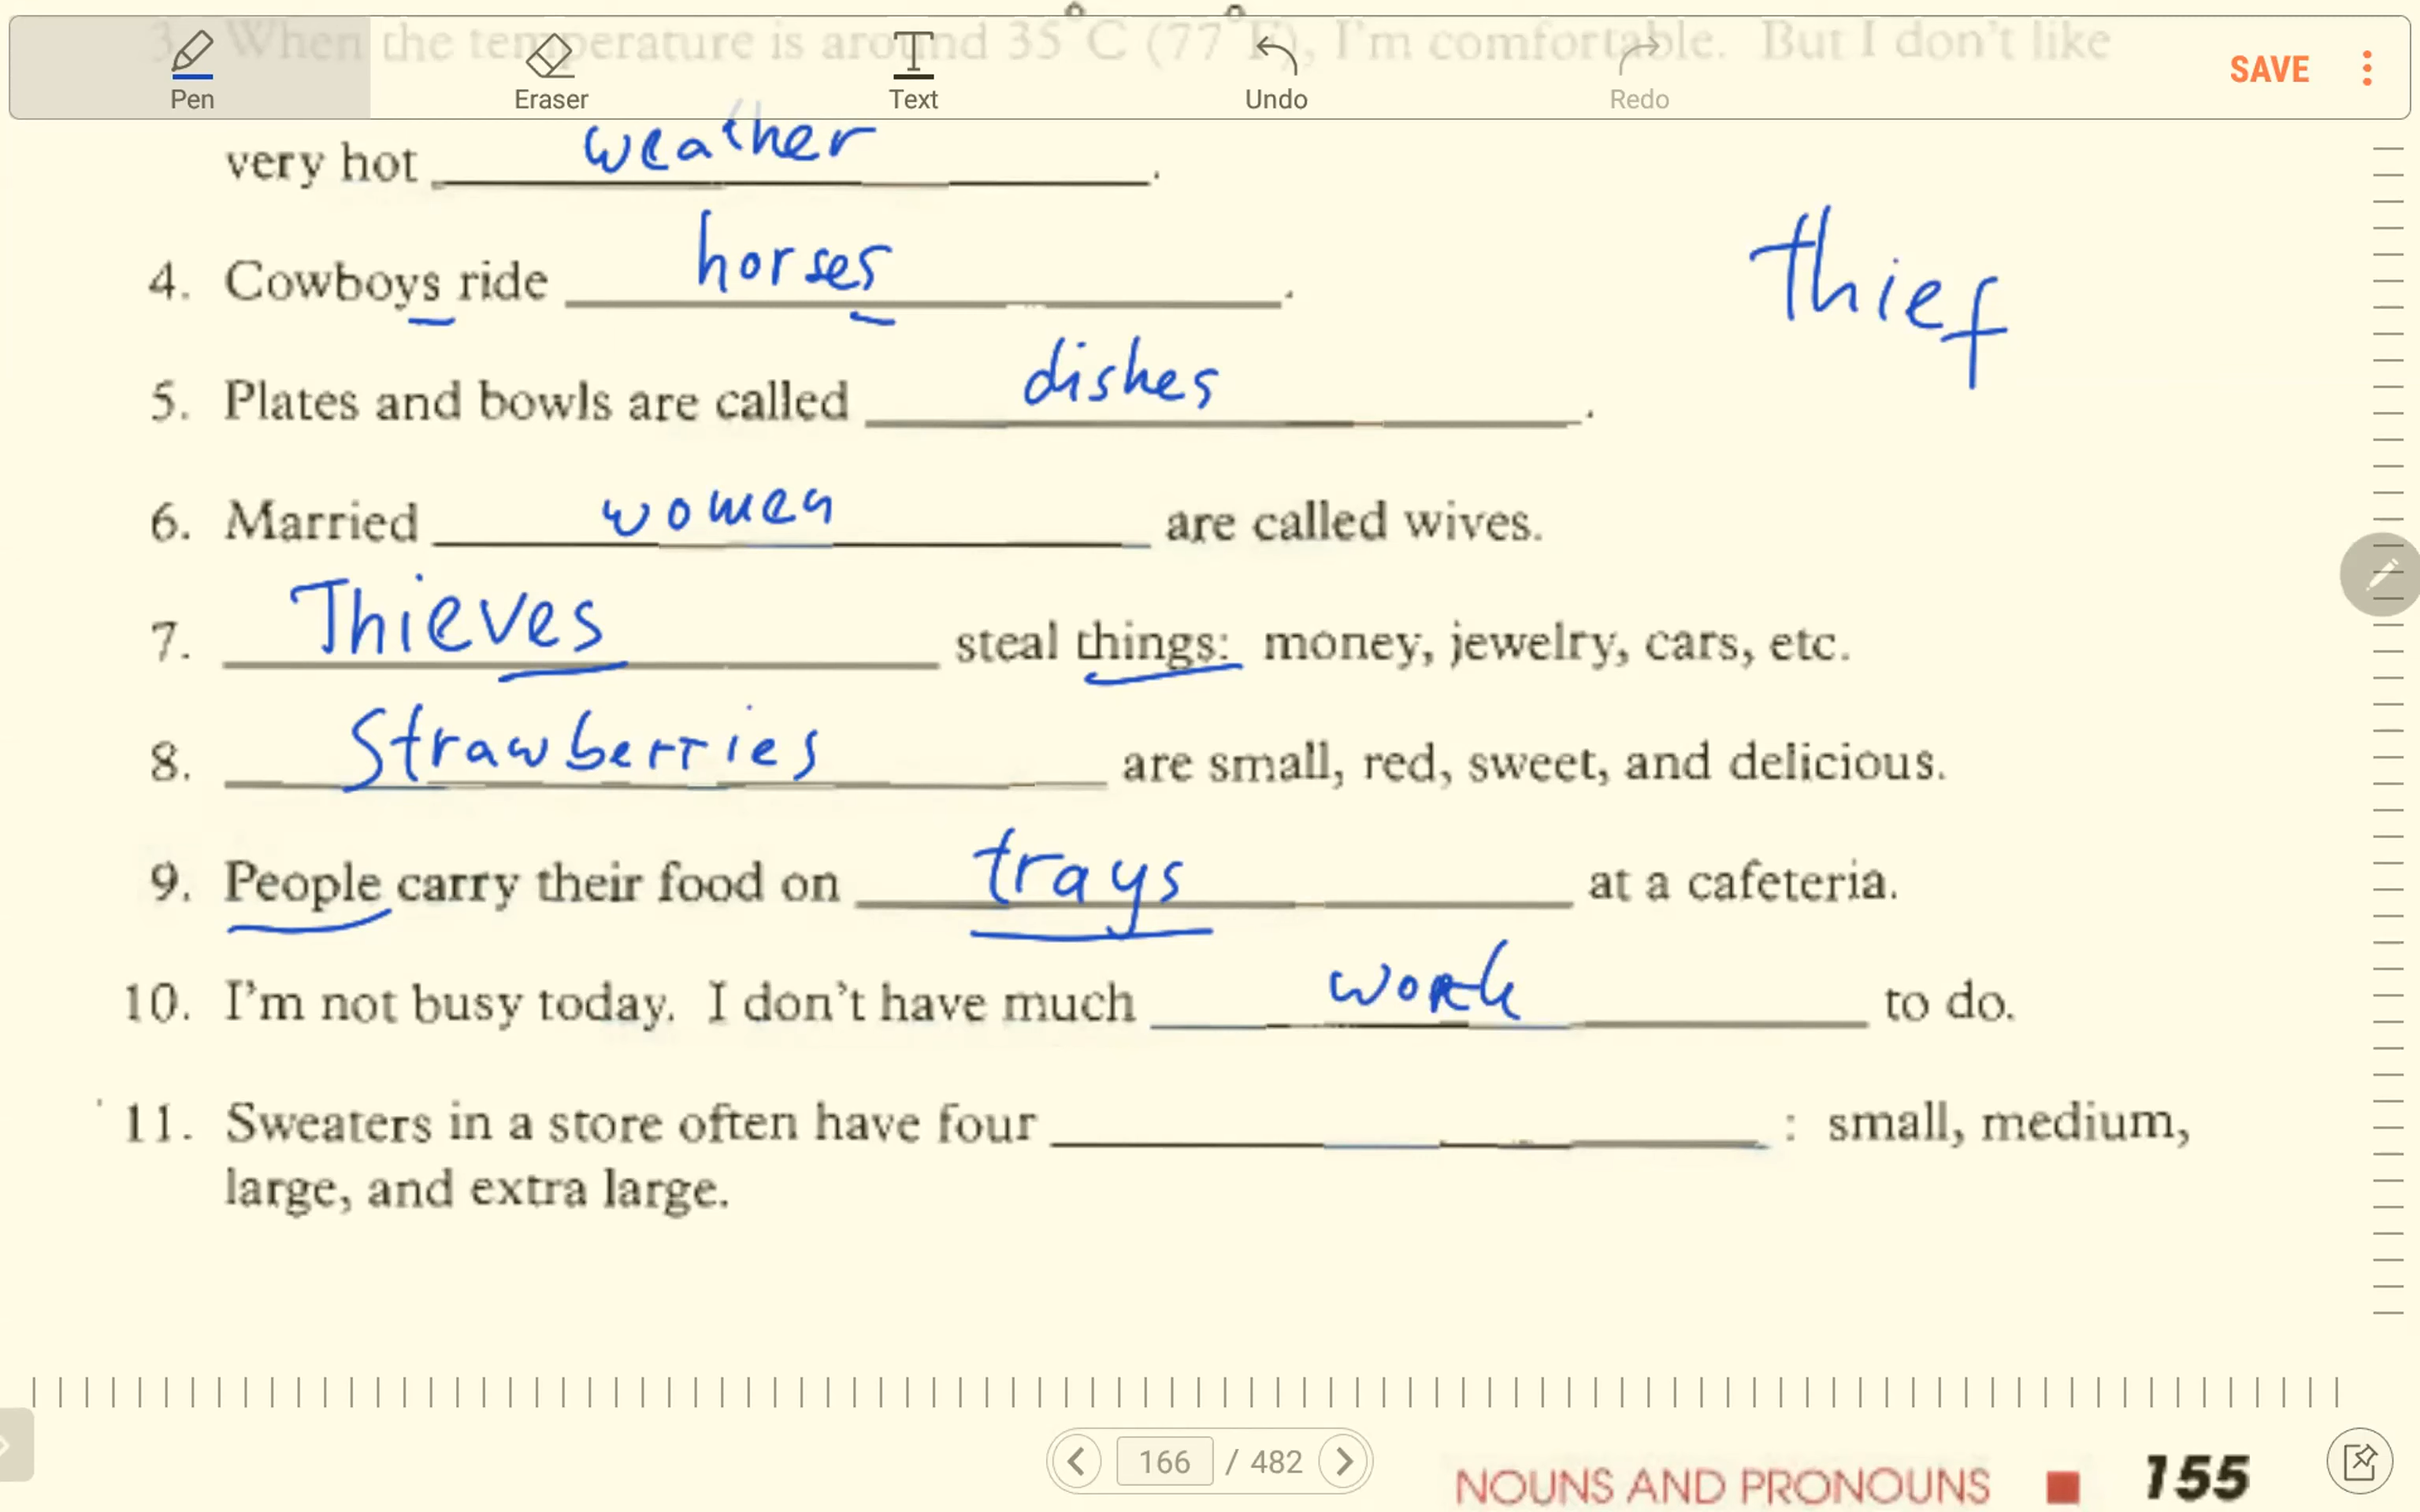 3. When the temperature is around 35°C (77°F), I'm comfortable. But I don't like
Pen Eraser Text Undo Redo SAVE
very hot weather.
4. Cowboys ride horses.
thief
5. Plates and bowls are called dishes.
6. Married women are called wives.
7. Thieves steal things: money, jewelry, cars, etc.
8. Strawberries are small, red, sweet, and delicious.
9. People carry their food on trays at a cafeteria.
10. I'm not busy today. I don't have much work to do.
11. Sweaters in a store often have four ____ : small, medium,
large, and extra large.
166 / 482
NOUNS AND PRONOUNS ■ 155